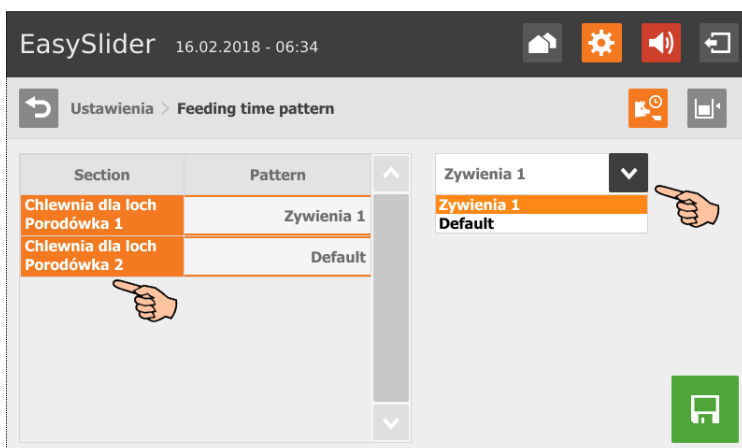 EasySlider 16.02.2018 - 06:34
Ustawienia > Feeding time pattern
Section Pattern
Chlewnia dla loch
Porodówka 1
Zywienia 1
Chlewnia dla loch
Porodówka 2
Default
Zywienia 1
Zywienia 1
Default